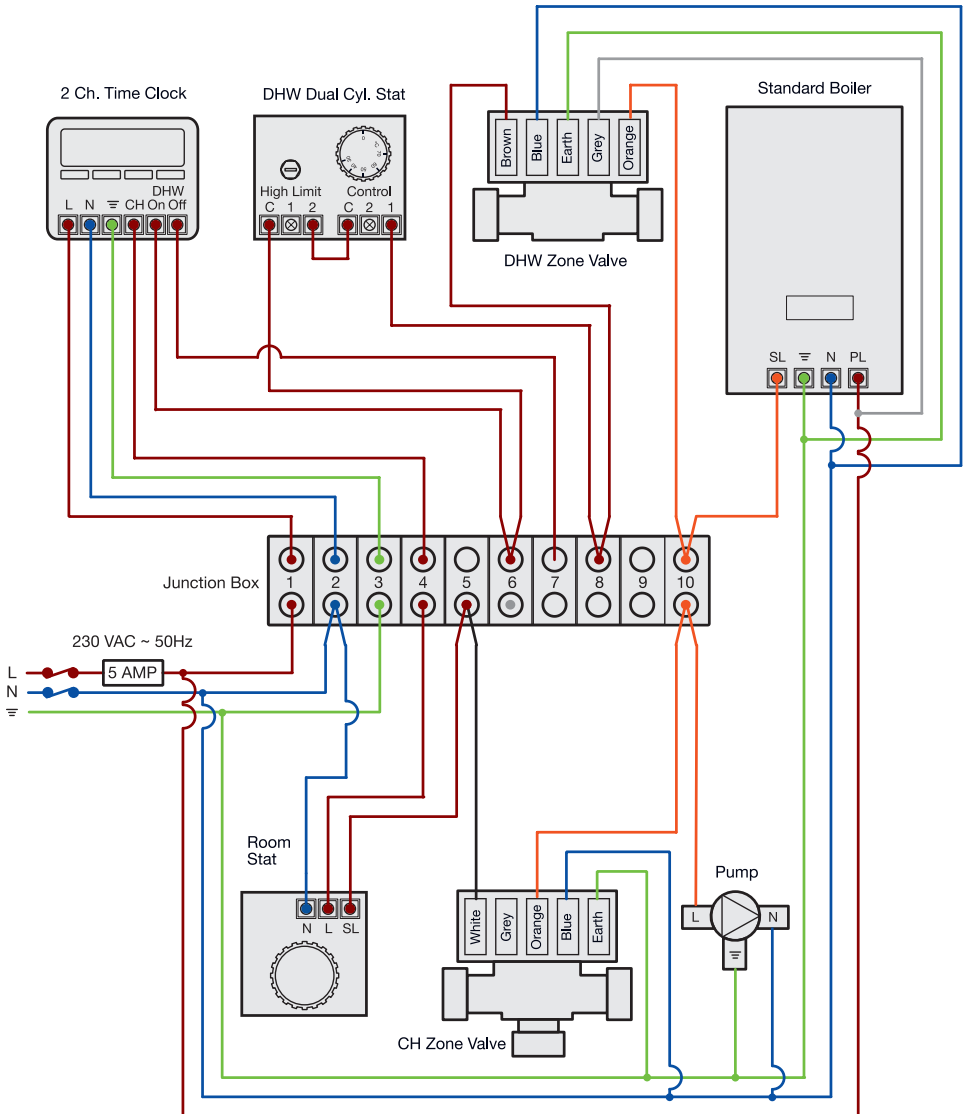 2 Ch. Time Clock
L N ⏚ CH On Off
DHW
DHW Dual Cyl. Stat
High Limit Control
C 1 2 C 2 1
Brown
Blue
Earth
Grey
Orange
DHW Zone Valve
Standard Boiler
SL ⏚ N PL
Junction Box
1 2 3 4 5 6 7 8 9 10
230 VAC ~ 50Hz
L
5 AMP
N
⏚
Room
Stat
N L SL
White
Grey
Orange
Blue
Earth
CH Zone Valve
Pump
L N
⏚